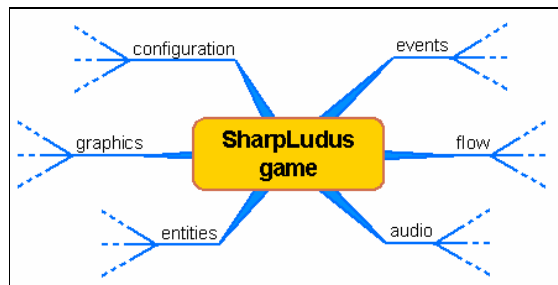 configuration
events
graphics
SharpLudus
game
flow
entities
audio